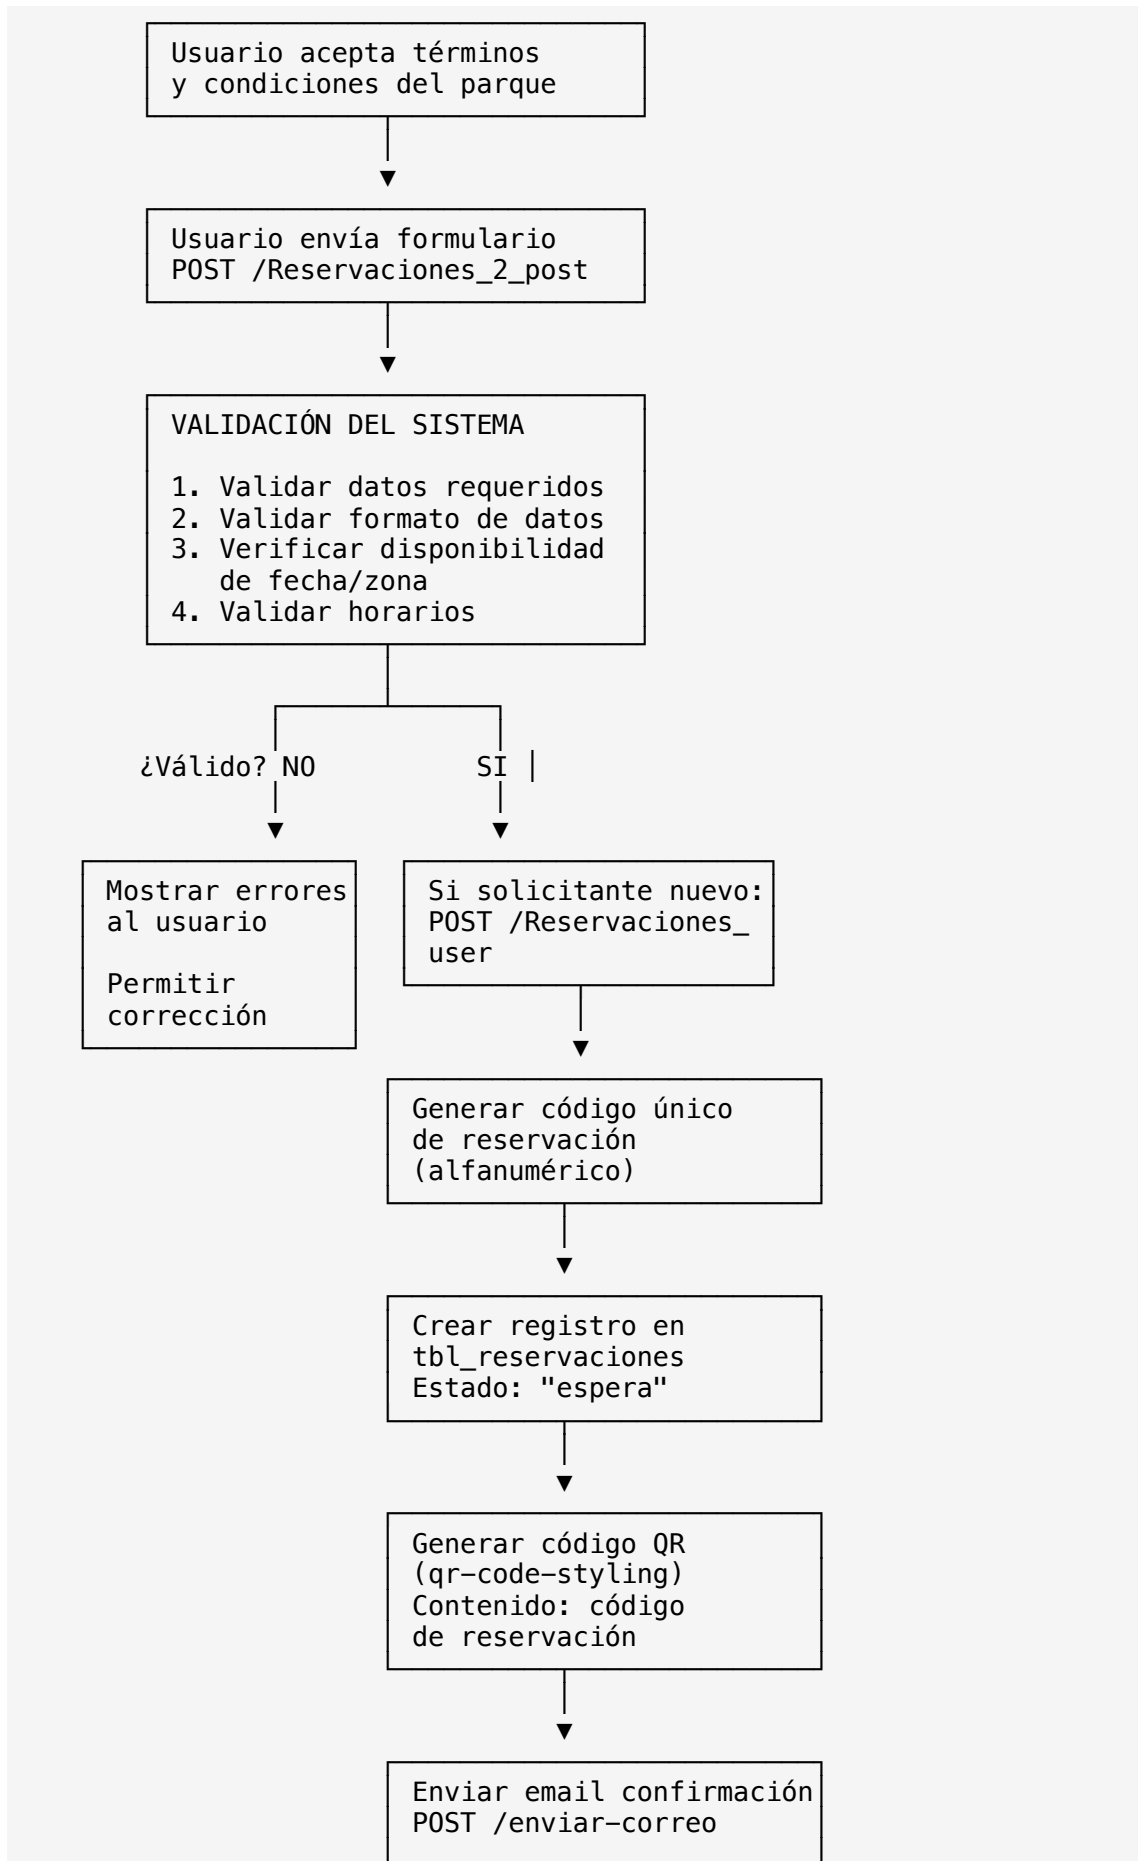 Usuario acepta términos
y condiciones del parque
Usuario envía formulario
POST /Reservaciones_2_post
VALIDACIÓN DEL SISTEMA
1. Validar datos requeridos
2. Validar formato de datos
3. Verificar disponibilidad
de fecha/zona
4. Validar horarios
¿Válido? NO
SI
Mostrar errores
al usuario
Permitir
corrección
Si solicitante nuevo:
POST /Reservaciones_
user
Generar código único
de reservación
(alfanumérico)
Crear registro en
tbl_reservaciones
Estado: "espera"
Generar código QR
(qr-code-styling)
Contenido: código
de reservación
Enviar email confirmación
POST /enviar-correo